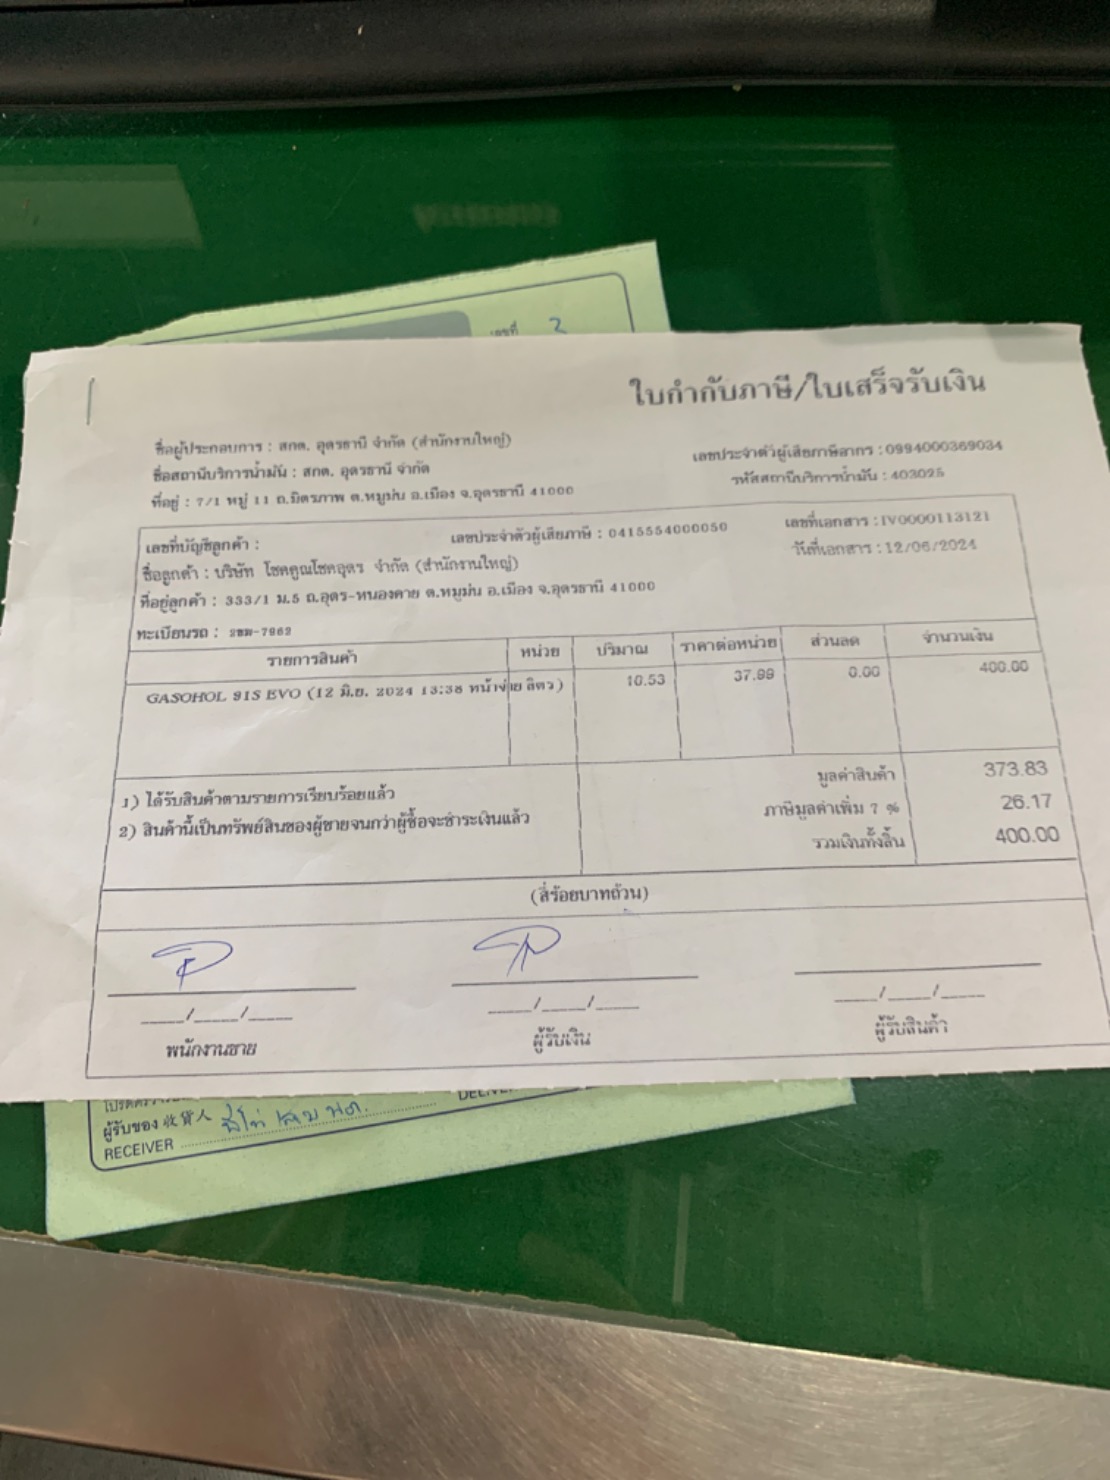 เลขที่ 2
ใบกำกับภาษี/ใบเสร็จรับเงิน
ชื่อผู้ประกอบการ : สกต. อุดรธานี จำกัด (สำนักงานใหญ่)
เลขประจำตัวผู้เสียภาษีอากร : 0994000369034
ชื่อสถานีบริการน้ำมัน : สกต. อุดรธานี จำกัด
รหัสสถานีบริการน้ำมัน : 403025
ที่อยู่ : 7/1 หมู่ 11 ถ.มิตรภาพ ต.หมูม่น อ.เมือง จ.อุดรธานี 41000
เลขที่บัญชีลูกค้า : เลขประจำตัวผู้เสียภาษี : 0415554000050 เลขที่เอกสาร : IV0000113121
ชื่อลูกค้า : บริษัท โชคคูณโชคอุดร จำกัด (สำนักงานใหญ่) วันที่เอกสาร : 12/06/2024
ที่อยู่ลูกค้า : 333/1 ม.5 ถ.อุดร-หนองคาย ต.หมูม่น อ.เมือง จ.อุดรธานี 41000
ทะเบียนรถ : 2ฒผ-7962
รายการสินค้า หน่วย ปริมาณ ราคาต่อหน่วย ส่วนลด จำนวนเงิน
GASOHOL 91S EVO (12 มิ.ย. 2024 13:38 หน้าจ่าย ลิตร) 10.53 37.99 0.00 400.00
1) ได้รับสินค้าตามรายการเรียบร้อยแล้ว
2) สินค้านี้เป็นทรัพย์สินของผู้ขายจนกว่าผู้ซื้อจะชำระเงินแล้ว
มูลค่าสินค้า 373.83
ภาษีมูลค่าเพิ่ม 7 % 26.17
รวมเงินทั้งสิ้น 400.00
(สี่ร้อยบาทถ้วน)
___/___/___ ___/___/___ ___/___/___
พนักงานขาย ผู้รับเงิน ผู้รับสินค้า
ผู้รับของ 收貨人
RECEIVER